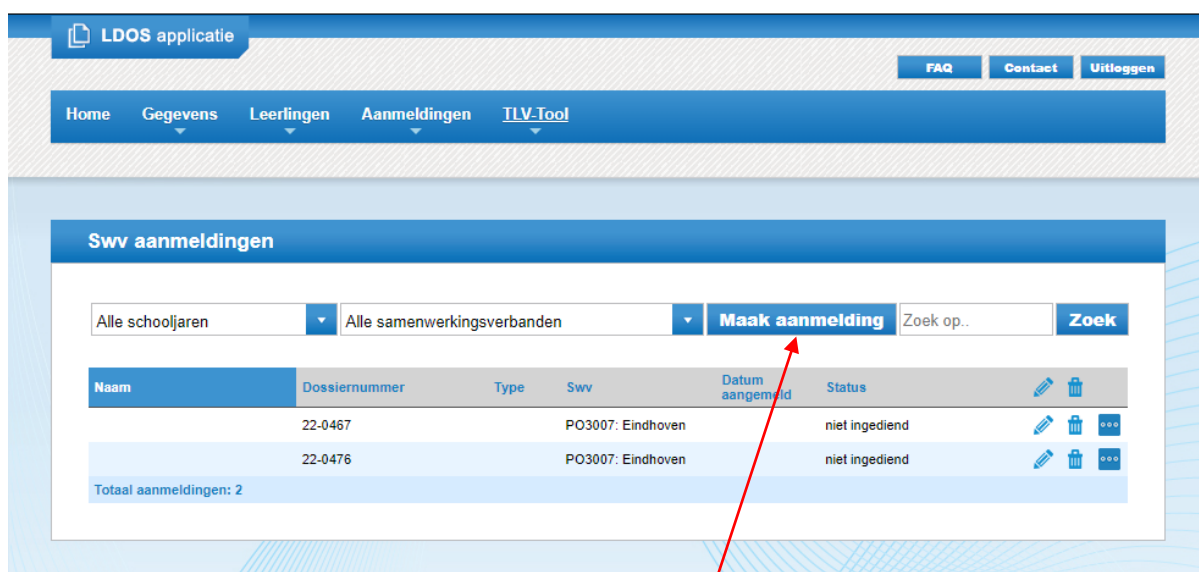 LDOS applicatie
FAQ Contact Uitloggen
Home Gegevens Leerlingen Aanmeldingen TLV-Tool
Swv aanmeldingen
Alle schooljaren Alle samenwerkingsverbanden Maak aanmelding Zoek op.. Zoek
Naam Dossiernummer Type Swv Datum aangemeld Status
22-0467 PO3007: Eindhoven niet ingediend
22-0476 PO3007: Eindhoven niet ingediend
Totaal aanmeldingen: 2